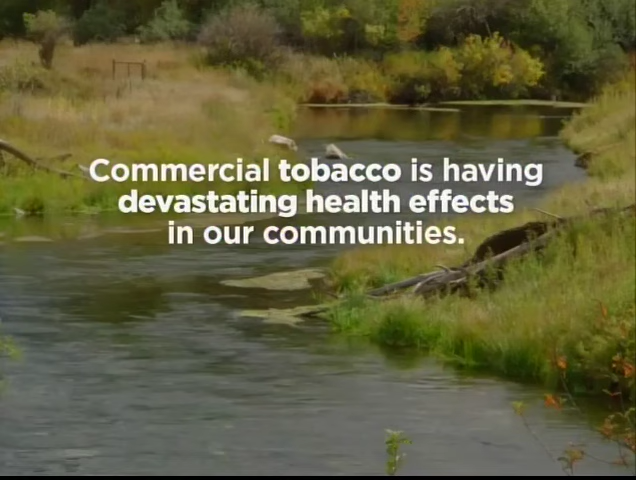 Commercial tobacco is having
devastating health effects
in our communities.